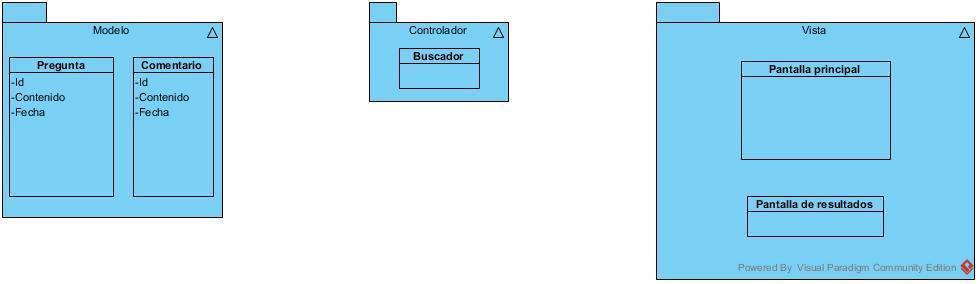 Modelo
Pregunta
-Id
-Contenido
-Fecha
Comentario
-Id
-Contenido
-Fecha
Controlador
Buscador
Vista
Pantalla principal
Pantalla de resultados
Powered By Visual Paradigm Community Edition